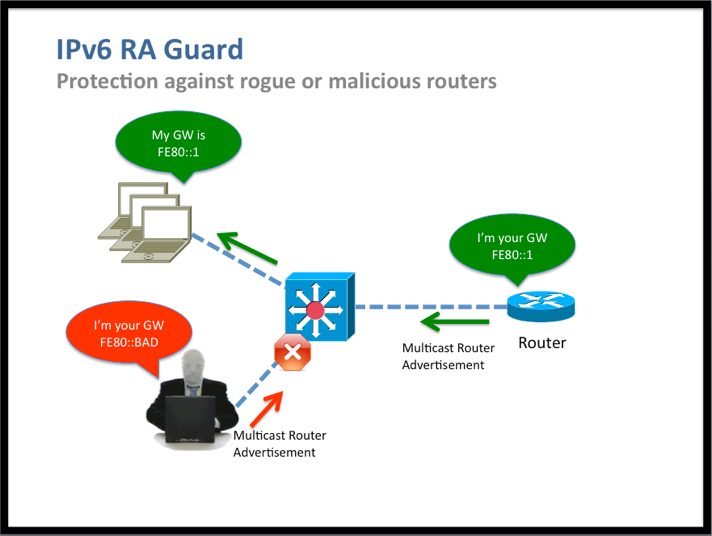 IPv6 RA Guard
Protection against rogue or malicious routers
My GW is
FE80::1
I'm your GW
FE80::1
I'm your GW
FE80::BAD
Router
Multicast Router
Advertisement
Multicast Router
Advertisement